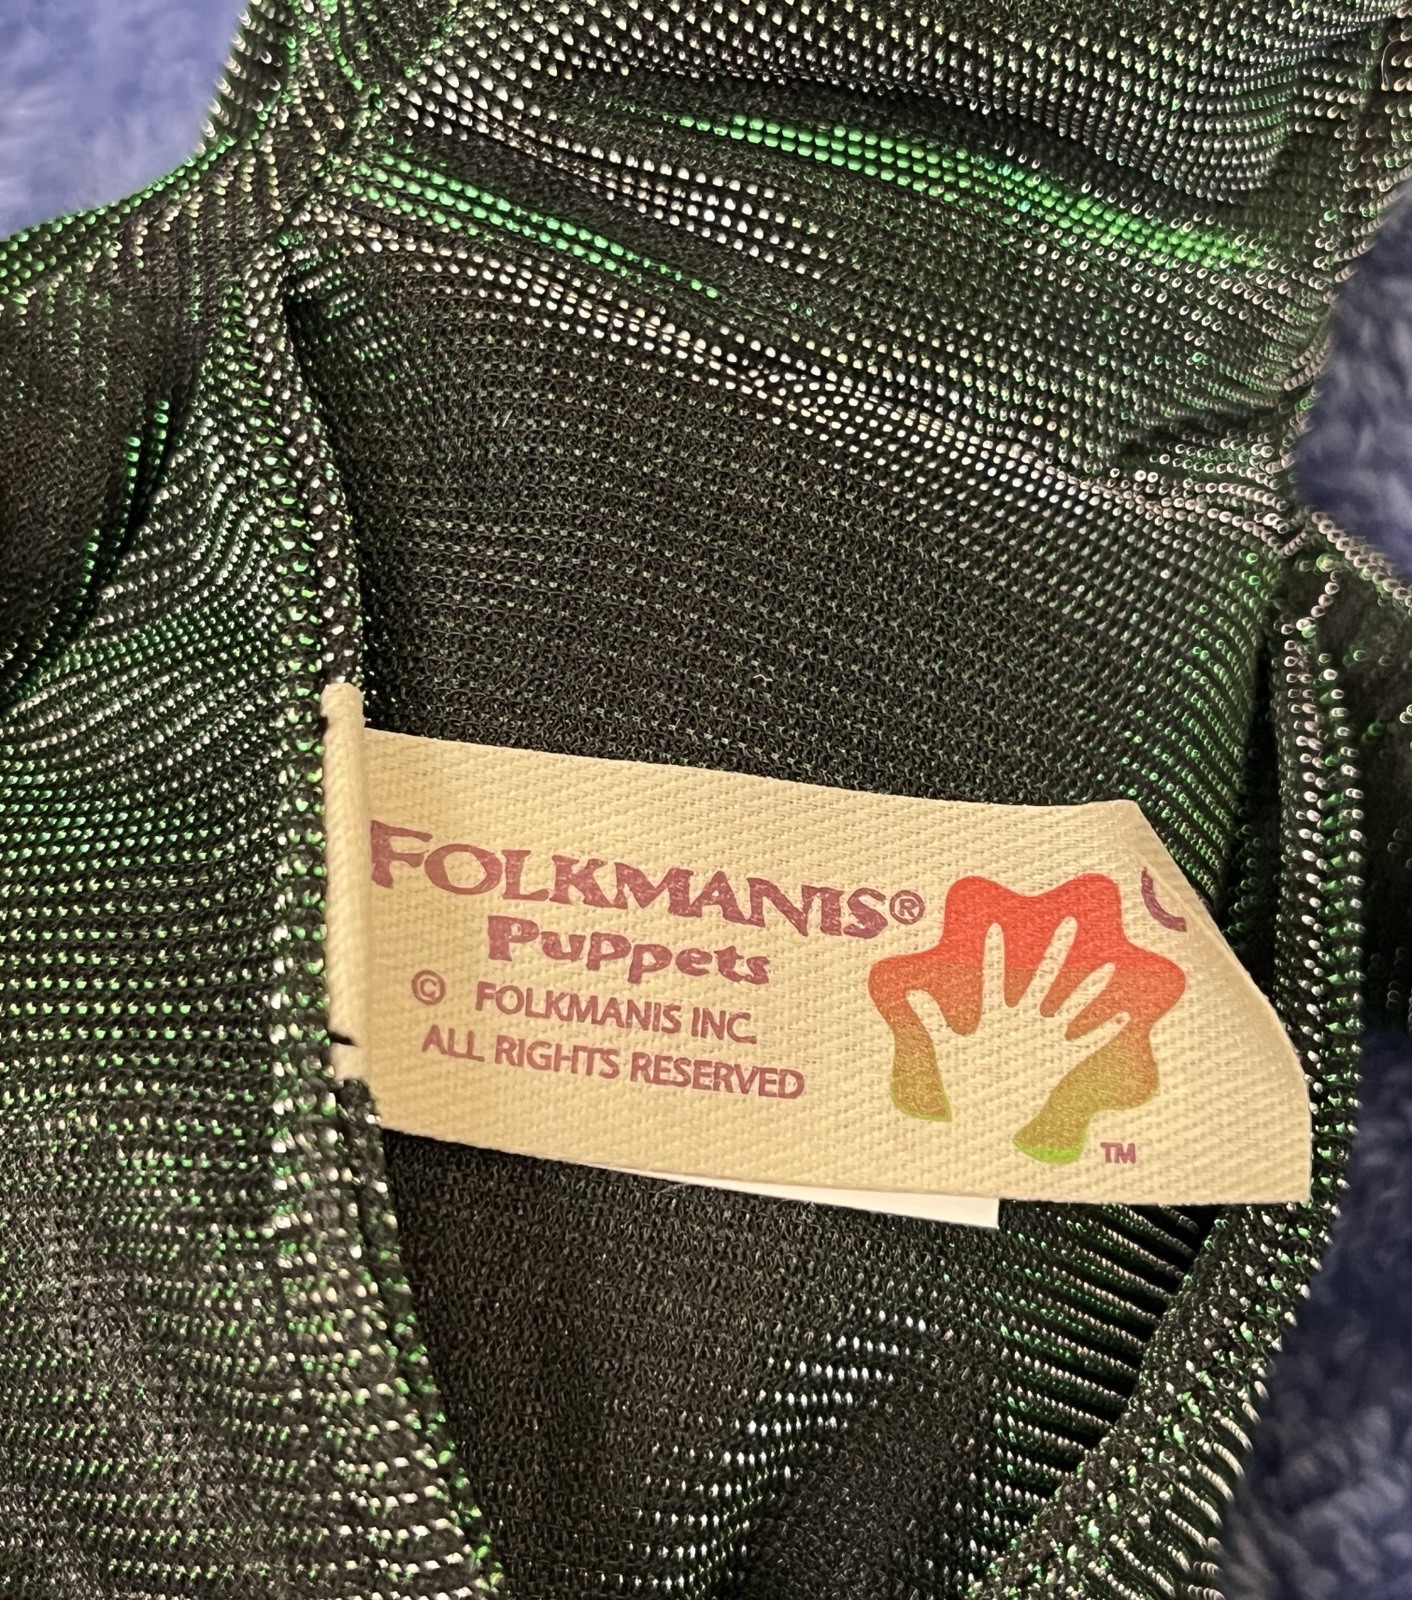 FOLKMANIS®
Puppets
© FOLKMANIS INC.
ALL RIGHTS RESERVED
TM